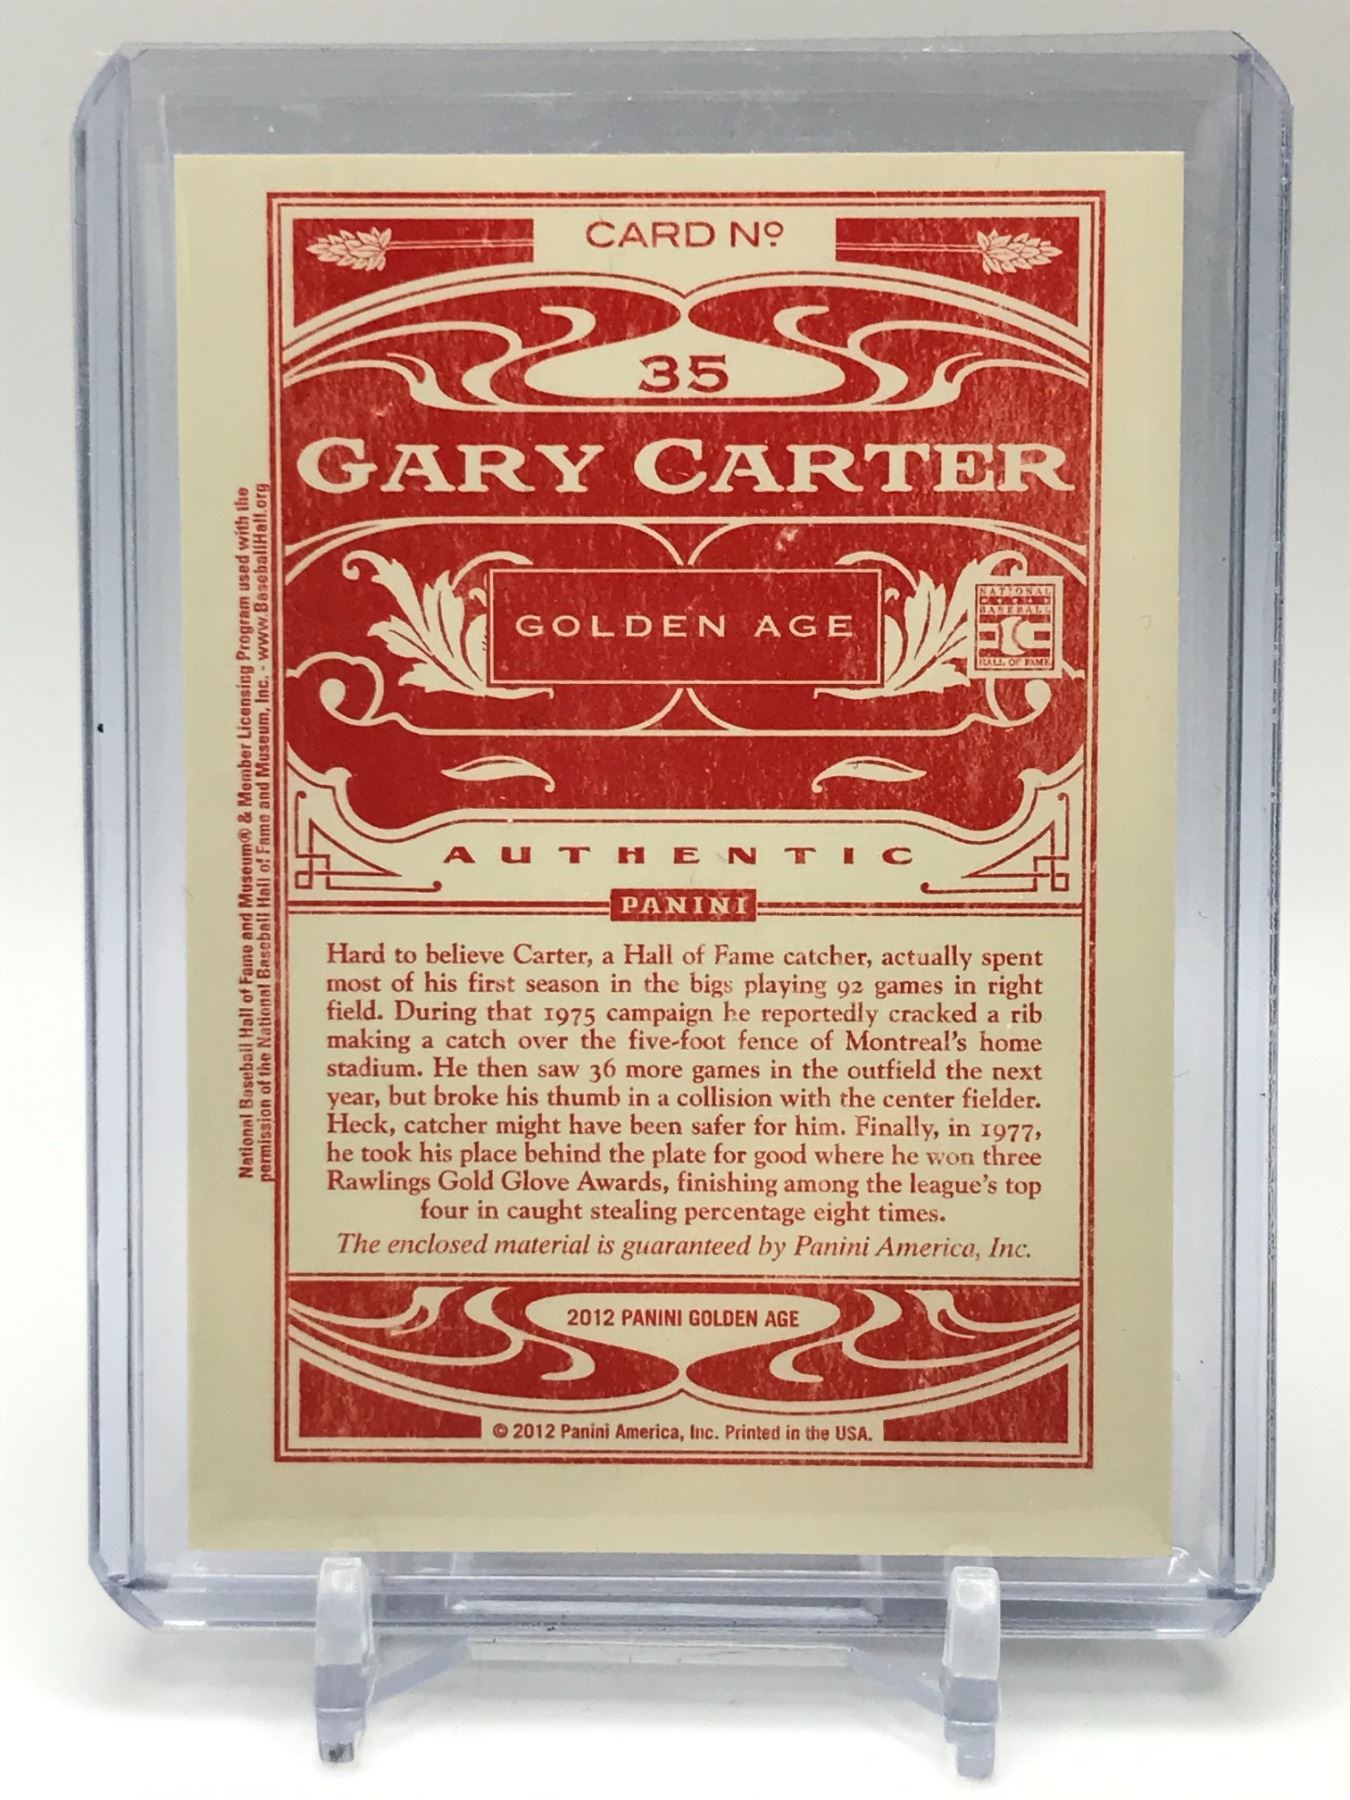 CARD Nº
35
GARY CARTER
GOLDEN AGE
NATIONAL
BASEBALL
HALL OF FAME
AUTHENTIC
PANINI
Hard to believe Carter, a Hall of Fame catcher, actually spent
most of his first season in the bigs playing 92 games in right
field. During that 1975 campaign he reportedly cracked a rib
making a catch over the five-foot fence of Montreal's home
stadium. He then saw 36 more games in the outfield the next
year, but broke his thumb in a collision with the center fielder.
Heck, catcher might have been safer for him. Finally, in 1977,
he took his place behind the plate for good where he won three
Rawlings Gold Glove Awards, finishing among the league's top
four in caught stealing percentage eight times.
The enclosed material is guaranteed by Panini America, Inc.
2012 PANINI GOLDEN AGE
© 2012 Panini America, Inc. Printed in the USA.
National Baseball Hall of Fame and Museum® & Member Licensing Program used with the
permission of the National Baseball Hall of Fame and Museum, Inc. - www.BaseballHall.org